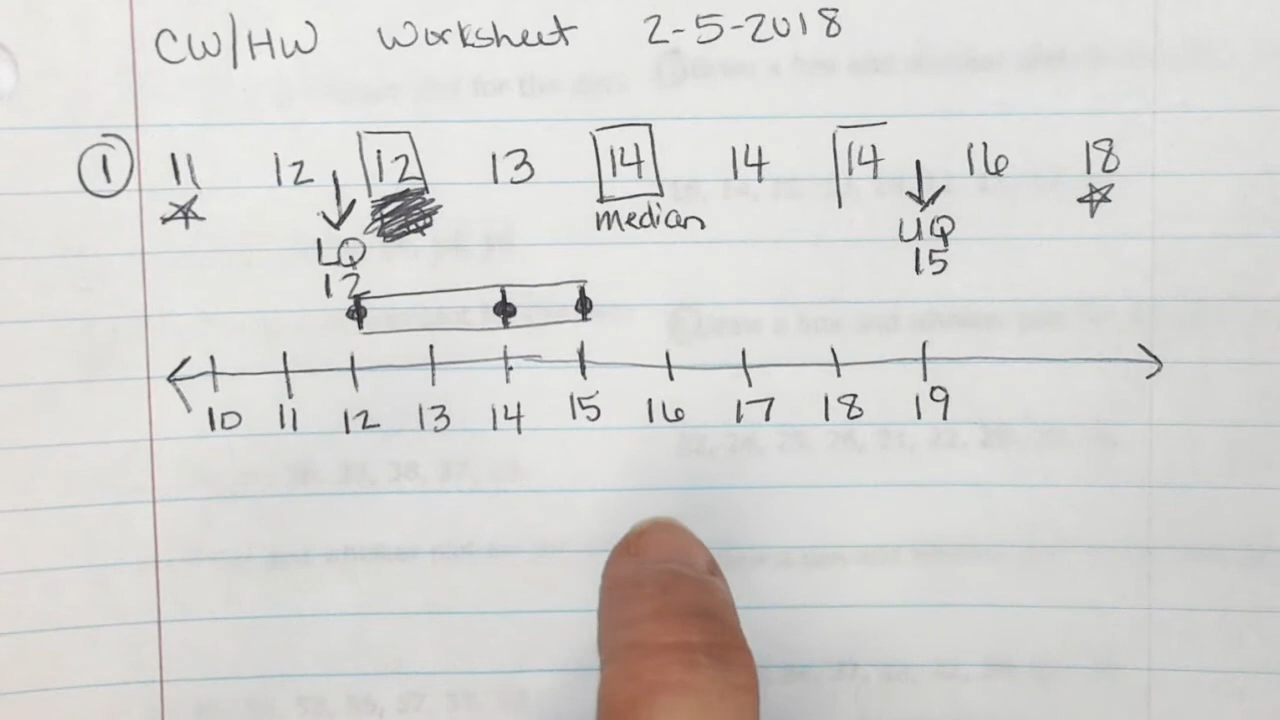 CW/HW Worksheet 2-5-2018
① 11 12 12 13 14 14 14 16 18
median
LQ UQ
12 15
10 11 12 13 14 15 16 17 18 19